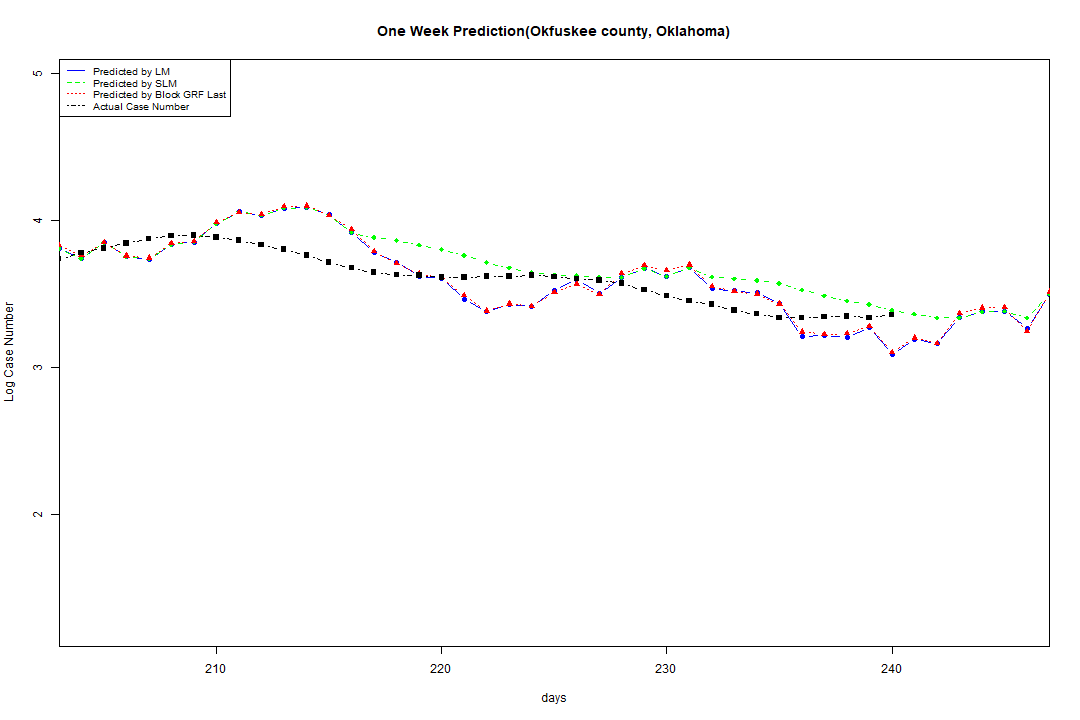 One Week Prediction(Okfuskee county, Oklahoma)
Predicted by LM
Predicted by SLM
Predicted by Block GRF Last
Actual Case Number
5
4
3
2
Log Case Number
210 220 230 240
days